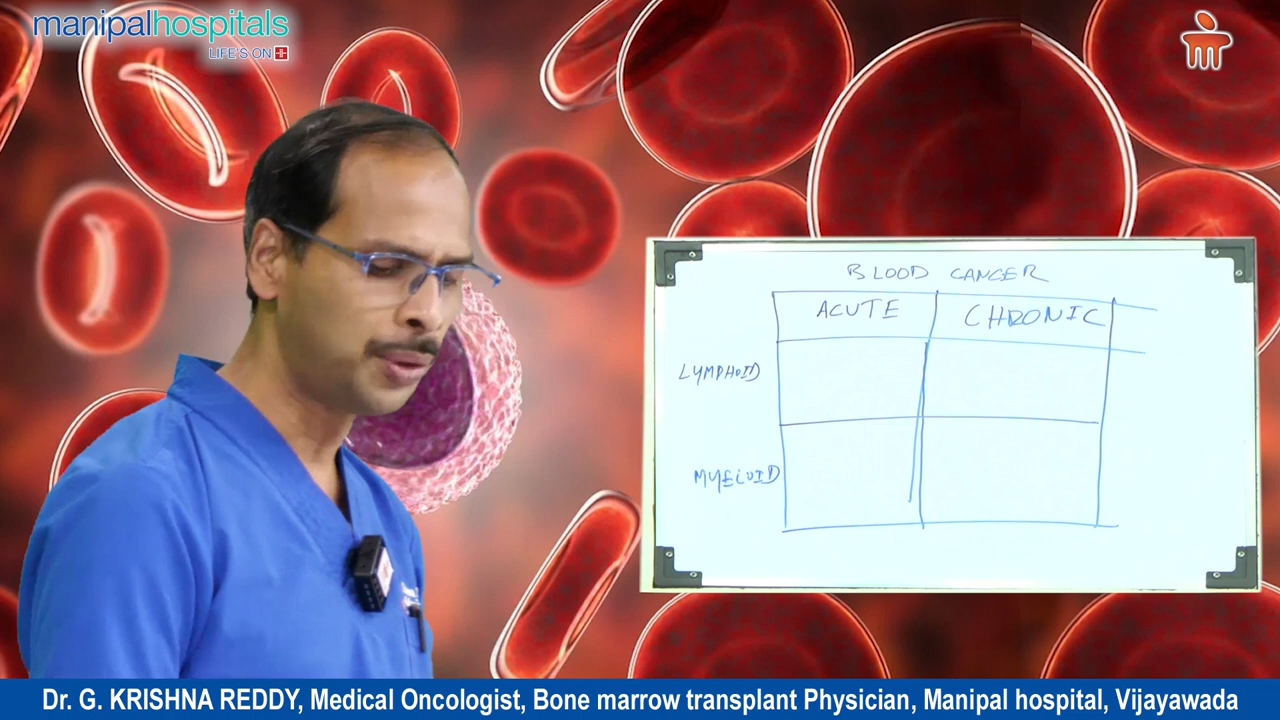 manipalhospitals
LIFE'S ON
BLOOD CANCER
ACUTE CHRONIC
LYMPHOID
MYELOID
Dr. G. KRISHNA REDDY, Medical Oncologist, Bone marrow transplant Physician, Manipal hospital, Vijayawada